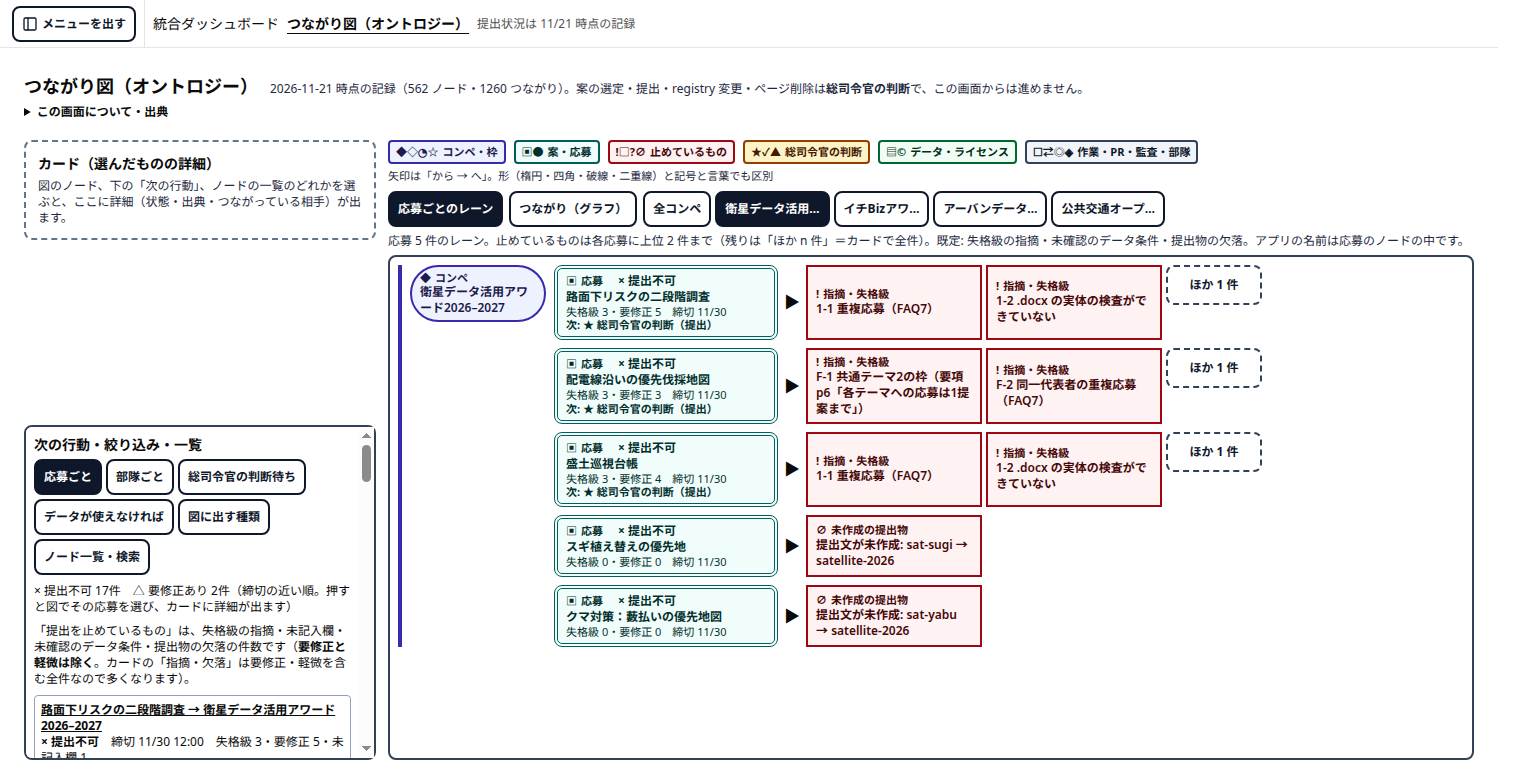 メニューを出す
統合ダッシュボード つながり図（オントロジー） 提出状況は 11/21 時点の記録
つながり図（オントロジー） 2026-11-21 時点の記録（562 ノード・1260 つながり）。案の選定・提出・registry 変更・ページ削除は総司令官の判断で、この画面からは進めません。
▶ この画面について・出典
カード（選んだものの詳細）
図のノード、下の「次の行動」、ノードの一覧のどれかを選
ぶと、ここに詳細（状態・出典・つながっている相手）が出
ます。
◆◇◔☆ コンペ・枠
▣● 案・応募
!□?⊘ 止めているもの
★✓▲ 総司令官の判断
▤© データ・ライセンス
☐⇄◎◈ 作業・PR・監査・部隊
矢印は「から → へ」。形（楕円・四角・破線・二重線）と記号と言葉でも区別
応募ごとのレーン
つながり（グラフ）
全コンペ
衛星データ活用...
イチBizアワ...
アーバンデータ...
公共交通オープ...
応募 5 件のレーン。止めているものは各応募に上位 2 件まで（残りは「ほか n 件」＝カードで全件）。既定: 失格級の指摘・未確認のデータ条件・提出物の欠落。アプリの名前は応募のノードの中です。
◆ コンペ
衛星データ活用アワ
ード2026–2027
▣ 応募 × 提出不可
路面下リスクの二段階調査
失格級 3・要修正 5 締切 11/30
次: ★ 総司令官の判断（提出）
▶
! 指摘・失格級
1-1 重複応募（FAQ7）
! 指摘・失格級
1-2 .docx の実体の検査がで
きていない
ほか 1 件
▣ 応募 × 提出不可
配電線沿いの優先伐採地図
失格級 3・要修正 3 締切 11/30
次: ★ 総司令官の判断（提出）
▶
! 指摘・失格級
F-1 共通テーマ2の枠（要項
p6「各テーマへの応募は1提
案まで」）
! 指摘・失格級
F-2 同一代表者の重複応募
（FAQ7）
ほか 1 件
▣ 応募 × 提出不可
盛土巡視台帳
失格級 3・要修正 4 締切 11/30
次: ★ 総司令官の判断（提出）
▶
! 指摘・失格級
1-1 重複応募（FAQ7）
! 指摘・失格級
1-2 .docx の実体の検査がで
きていない
ほか 1 件
▣ 応募 × 提出不可
スギ植え替えの優先地
失格級 0・要修正 0 締切 11/30
▶
⊘ 未作成の提出物
提出文が未作成: sat-sugi →
satellite-2026
▣ 応募 × 提出不可
クマ対策：藪払いの優先地図
失格級 0・要修正 0 締切 11/30
▶
⊘ 未作成の提出物
提出文が未作成: sat-yabu
→ satellite-2026
次の行動・絞り込み・一覧
応募ごと
部隊ごと
総司令官の判断待ち
データが使えなければ
図に出す種類
ノード一覧・検索
× 提出不可 17件 △ 要修正あり 2件（締切の近い順。押す
と図でその応募を選び、カードに詳細が出ます）
「提出を止めているもの」は、失格級の指摘・未記入欄・
未確認のデータ条件・提出物の欠落の件数です（要修正と
軽微は除く。カードの「指摘・欠落」は要修正・軽微を含
む全件なので多くなります）。
路面下リスクの二段階調査 → 衛星データ活用アワード
2026–2027
× 提出不可 締切 11/30 12:00 失格級 3・要修正 5・未
記入欄 1